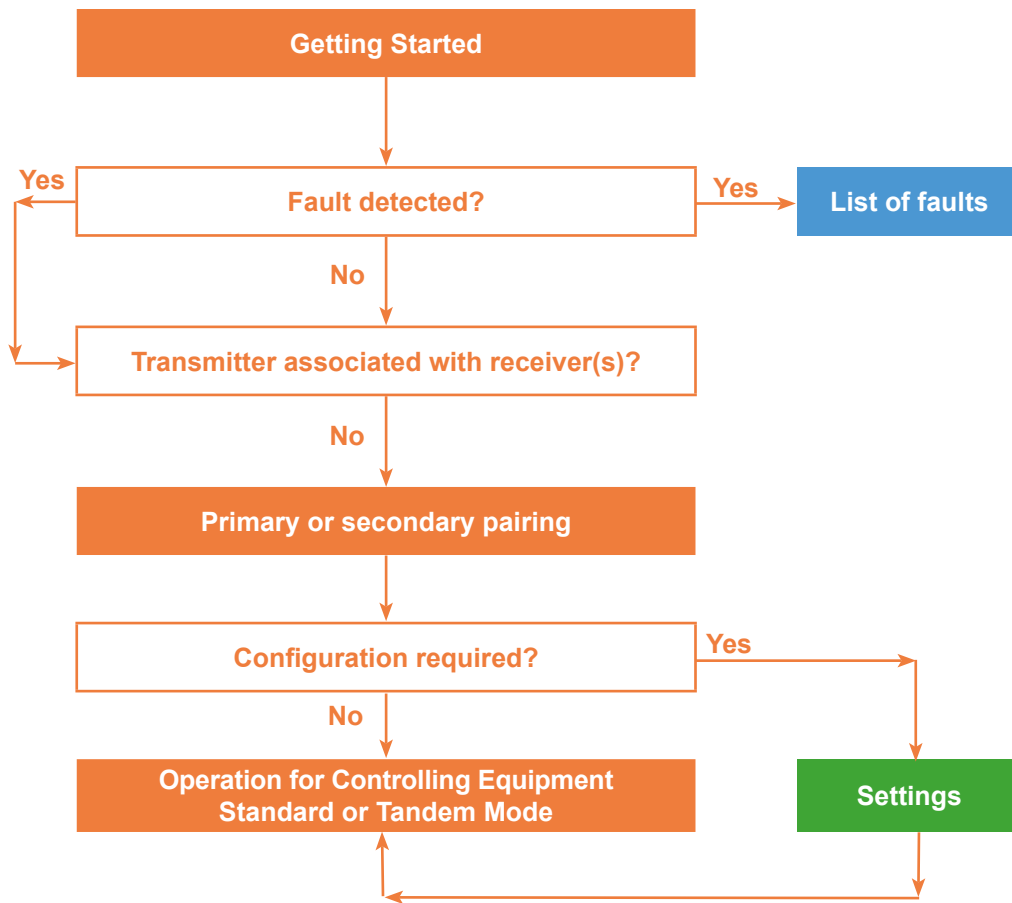 Getting Started
Yes
Fault detected?
Yes
List of faults
No
Transmitter associated with receiver(s)?
No
Primary or secondary pairing
Configuration required?
Yes
No
Operation for Controlling Equipment
Standard or Tandem Mode
Settings